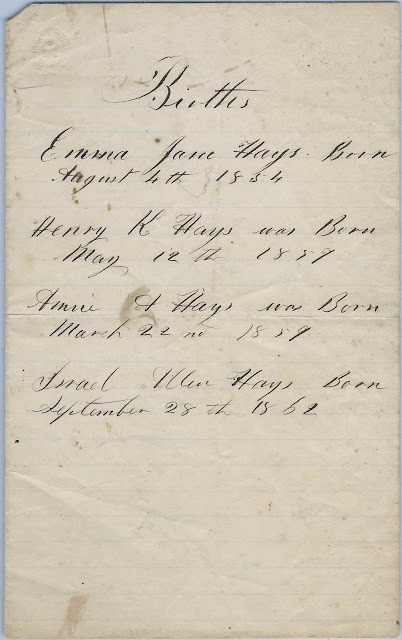 Births
Emma Jane Hays Born
August 4th 1854
Henry K Hays was Born
May 12th 1857
Annie A Hays was Born
March 22nd 1859
Israel Allen Hays Born
September 28th 1862